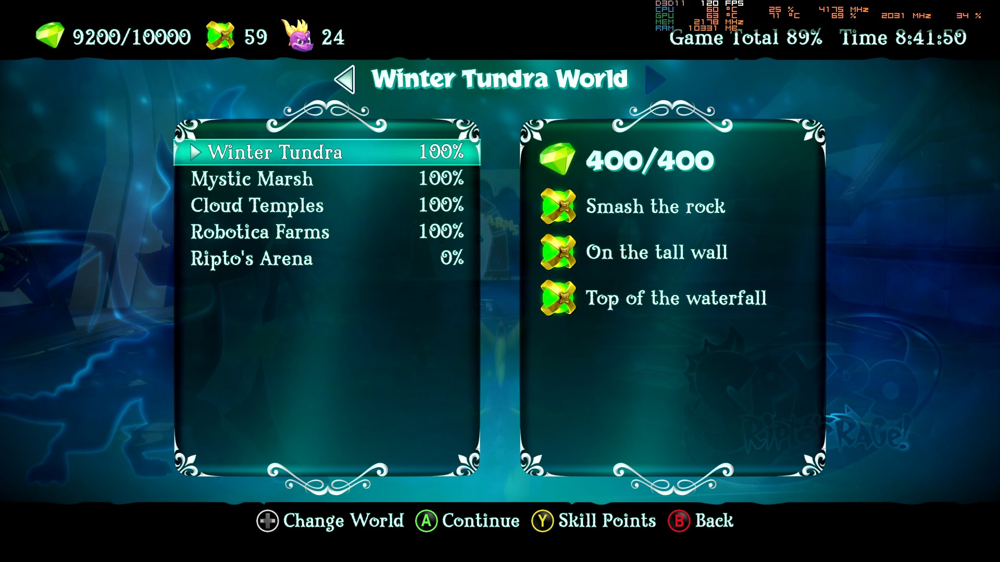 D3D11 120 FPS
CPU 60 °C 25 % 4175 MHz
GPU 63 °C 71 °C 69 % 2031 MHz 34 %
MEM 2178 MHz
RAM 10331 MB
9200/10000 59 24 Game Total 89% Time 8:41:50
Winter Tundra World
Winter Tundra 100%
Mystic Marsh 100%
Cloud Temples 100%
Robotica Farms 100%
Ripto's Arena 0%
400/400
Smash the rock
On the tall wall
Top of the waterfall
SPYRO
Ripto's Rage!
Change World A Continue Y Skill Points B Back